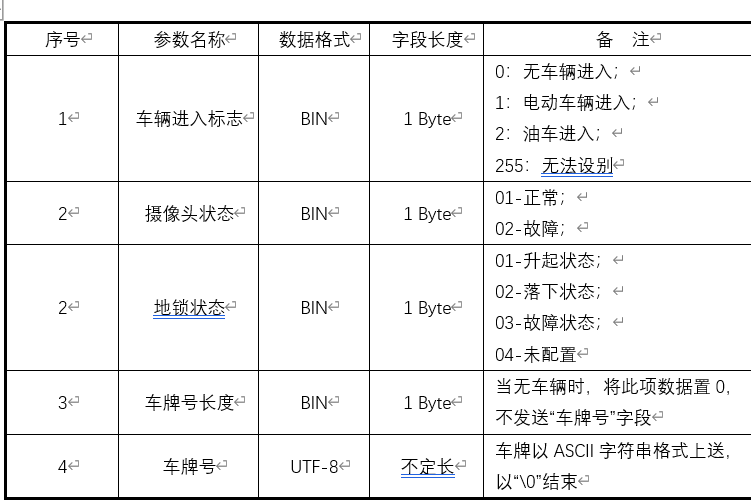 序号 参数名称 数据格式 字段长度 备 注
1 车辆进入标志 BIN 1 Byte
0：无车辆进入；
1：电动车辆进入；
2：油车进入；
255：无法设别
2 摄像头状态 BIN 1 Byte
01-正常；
02-故障；
2 地锁状态 BIN 1 Byte
01-升起状态；
02-落下状态；
03-故障状态；
04-未配置
3 车牌号长度 BIN 1 Byte
当无车辆时，将此项数据置 0，
不发送“车牌号”字段
4 车牌号 UTF-8 不定长
车牌以 ASCII 字符串格式上送，
以“\0”结束